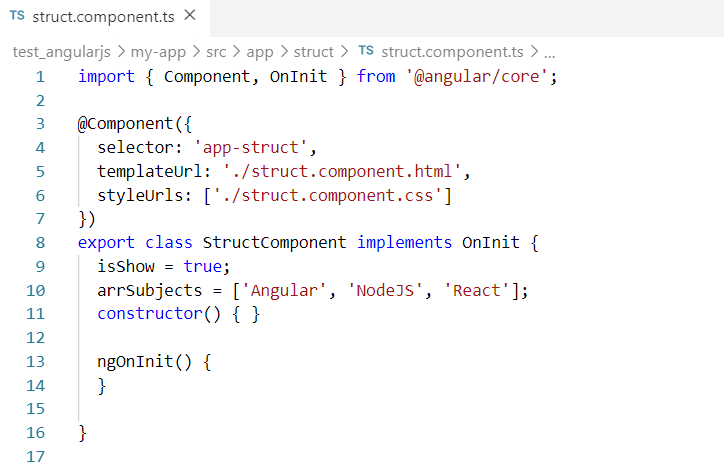 TS struct.component.ts ×
test_angularjs > my-app > src > app > struct > TS struct.component.ts > ...
1 import { Component, OnInit } from '@angular/core';
2
3 @Component({
4   selector: 'app-struct',
5   templateUrl: './struct.component.html',
6   styleUrls: ['./struct.component.css']
7 })
8 export class StructComponent implements OnInit {
9   isShow = true;
10   arrSubjects = ['Angular', 'NodeJS', 'React'];
11   constructor() { }
12
13   ngOnInit() {
14   }
15
16 }
17